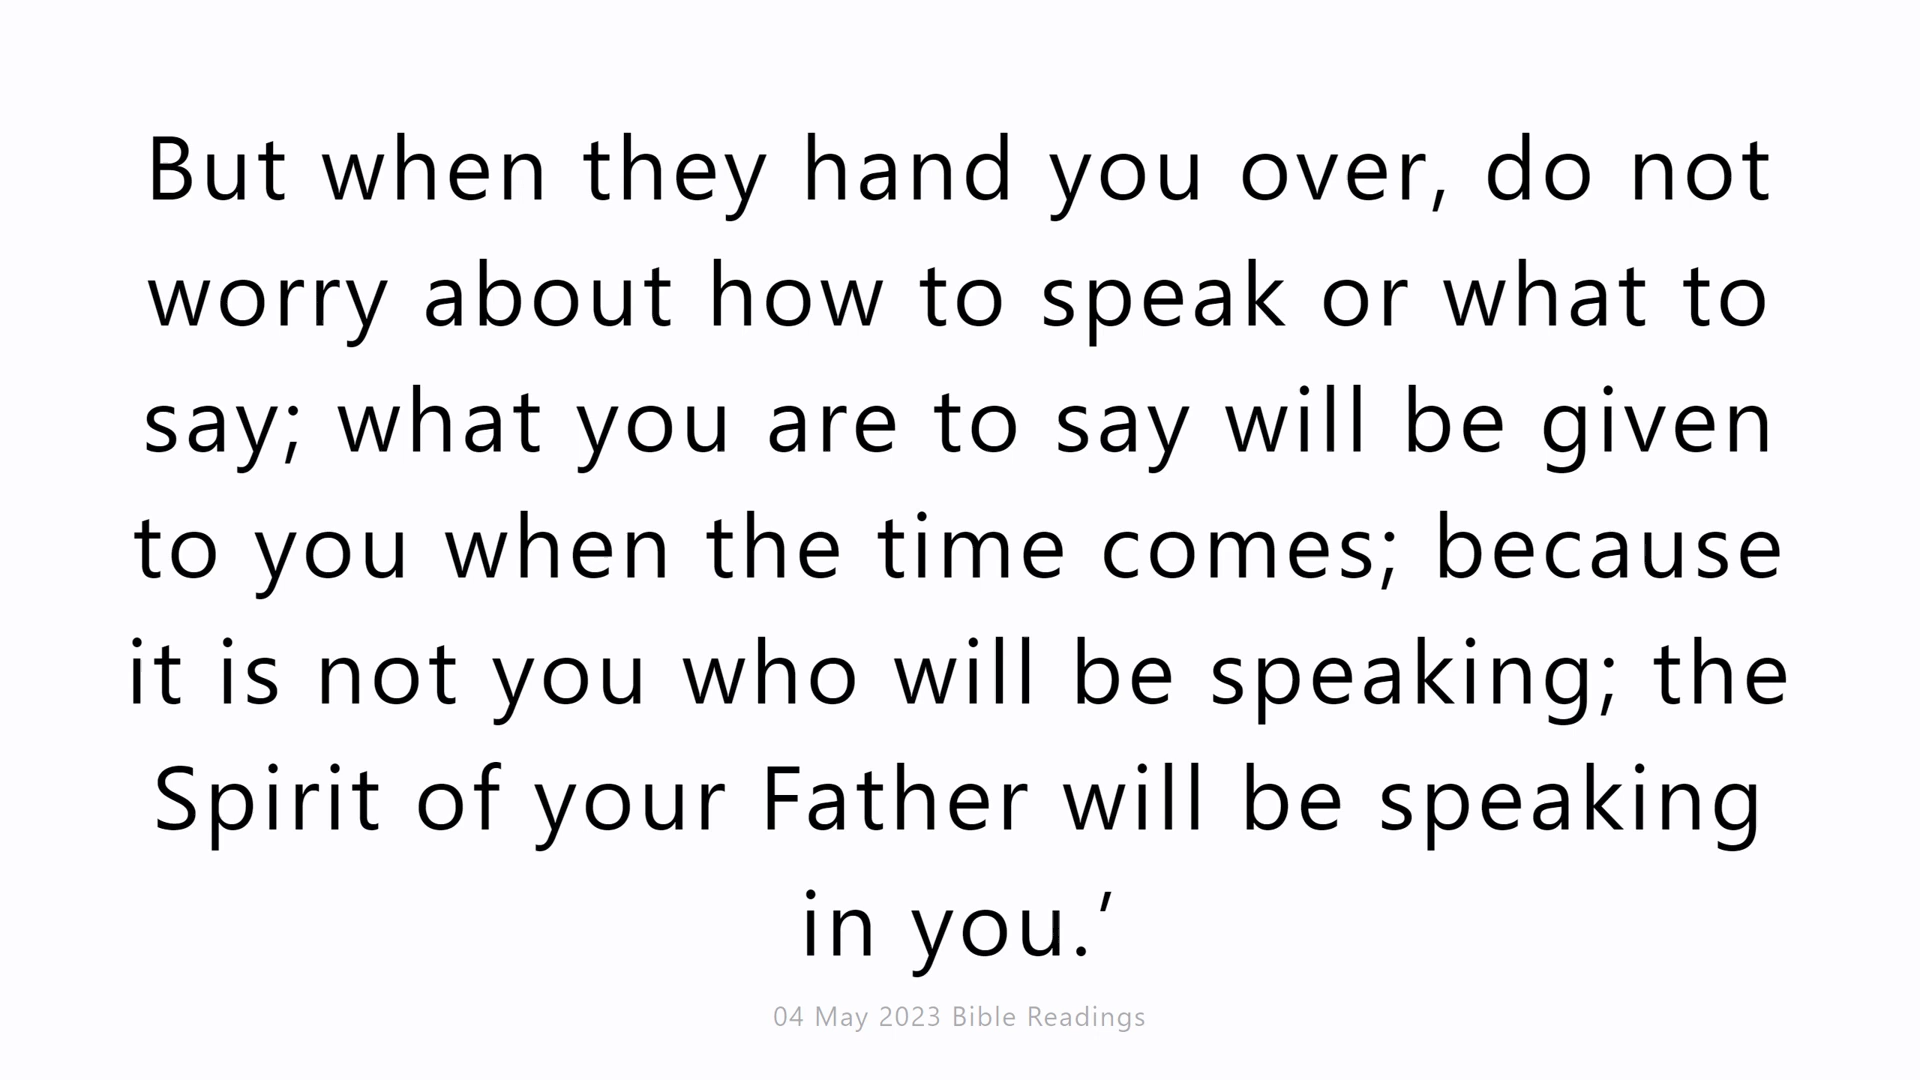 But when they hand you over, do not
worry about how to speak or what to
say; what you are to say will be given
to you when the time comes; because
it is not you who will be speaking; the
Spirit of your Father will be speaking
in you.’
04 May 2023 Bible Readings